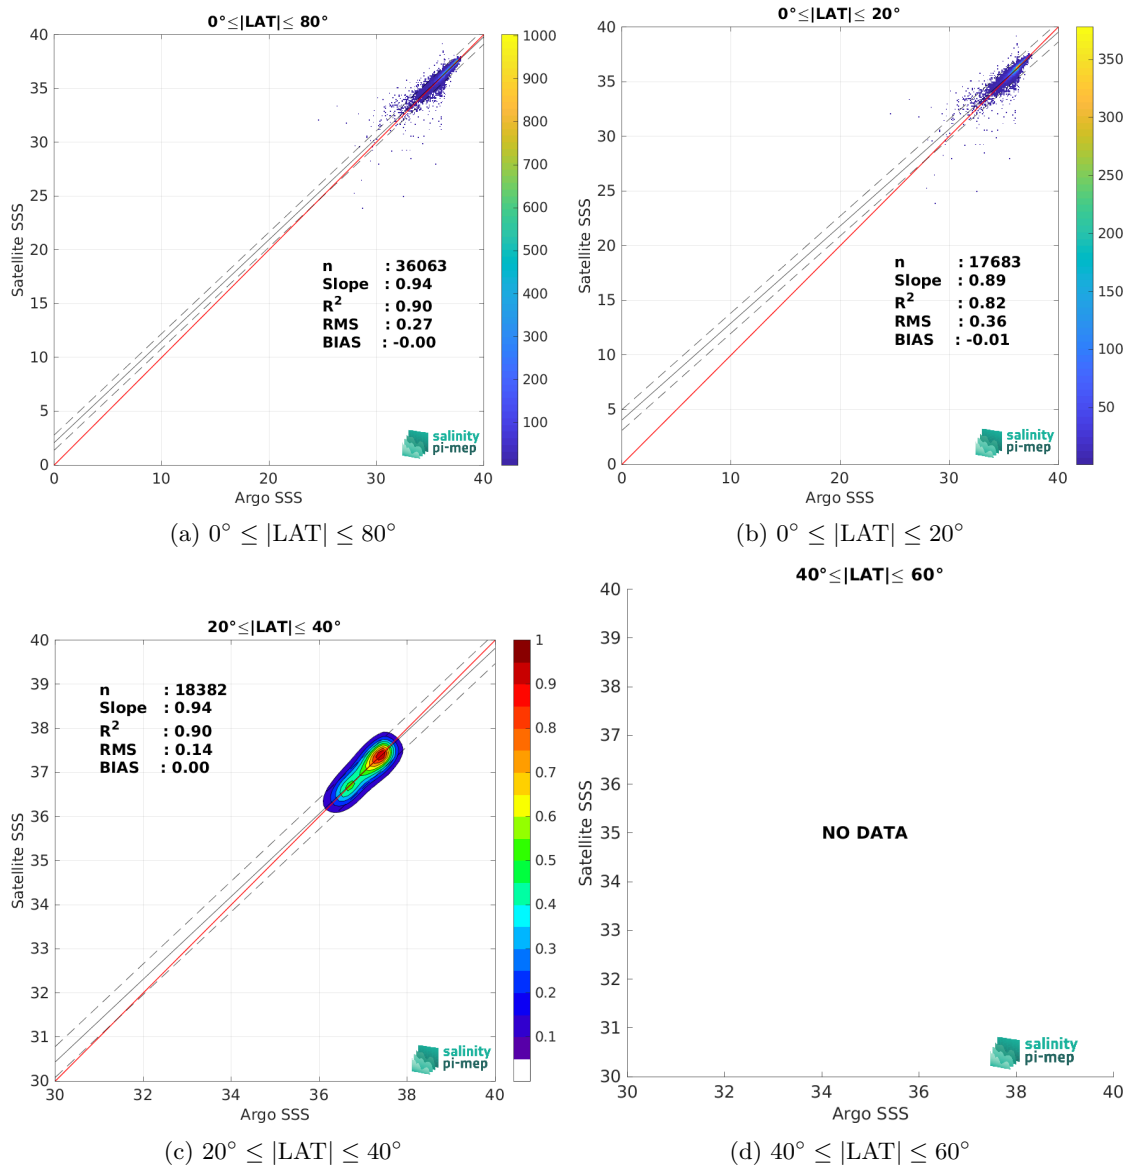 0°≤|LAT|≤ 80°
40
35
30
25
20
15
10
5
0
Satellite SSS
n : 36063
Slope : 0.94
R² : 0.90
RMS : 0.27
BIAS : -0.00
salinity
pi-mep
0 10 20 30 40
Argo SSS
1000
900
800
700
600
500
400
300
200
100
(a) 0° ≤ |LAT| ≤ 80°
0°≤|LAT|≤ 20°
40
35
30
25
20
15
10
5
0
Satellite SSS
n : 17683
Slope : 0.89
R² : 0.82
RMS : 0.36
BIAS : -0.01
salinity
pi-mep
0 10 20 30 40
Argo SSS
350
300
250
200
150
100
50
(b) 0° ≤ |LAT| ≤ 20°
20°≤|LAT|≤ 40°
40
39
38
37
36
35
34
33
32
31
30
Satellite SSS
n : 18382
Slope : 0.94
R² : 0.90
RMS : 0.14
BIAS : 0.00
salinity
pi-mep
30 32 34 36 38 40
Argo SSS
1
0.9
0.8
0.7
0.6
0.5
0.4
0.3
0.2
0.1
(c) 20° ≤ |LAT| ≤ 40°
40°≤|LAT|≤ 60°
40
39
38
37
36
35
34
33
32
31
30
Satellite SSS
NO DATA
salinity
pi-mep
30 32 34 36 38 40
Argo SSS
(d) 40° ≤ |LAT| ≤ 60°